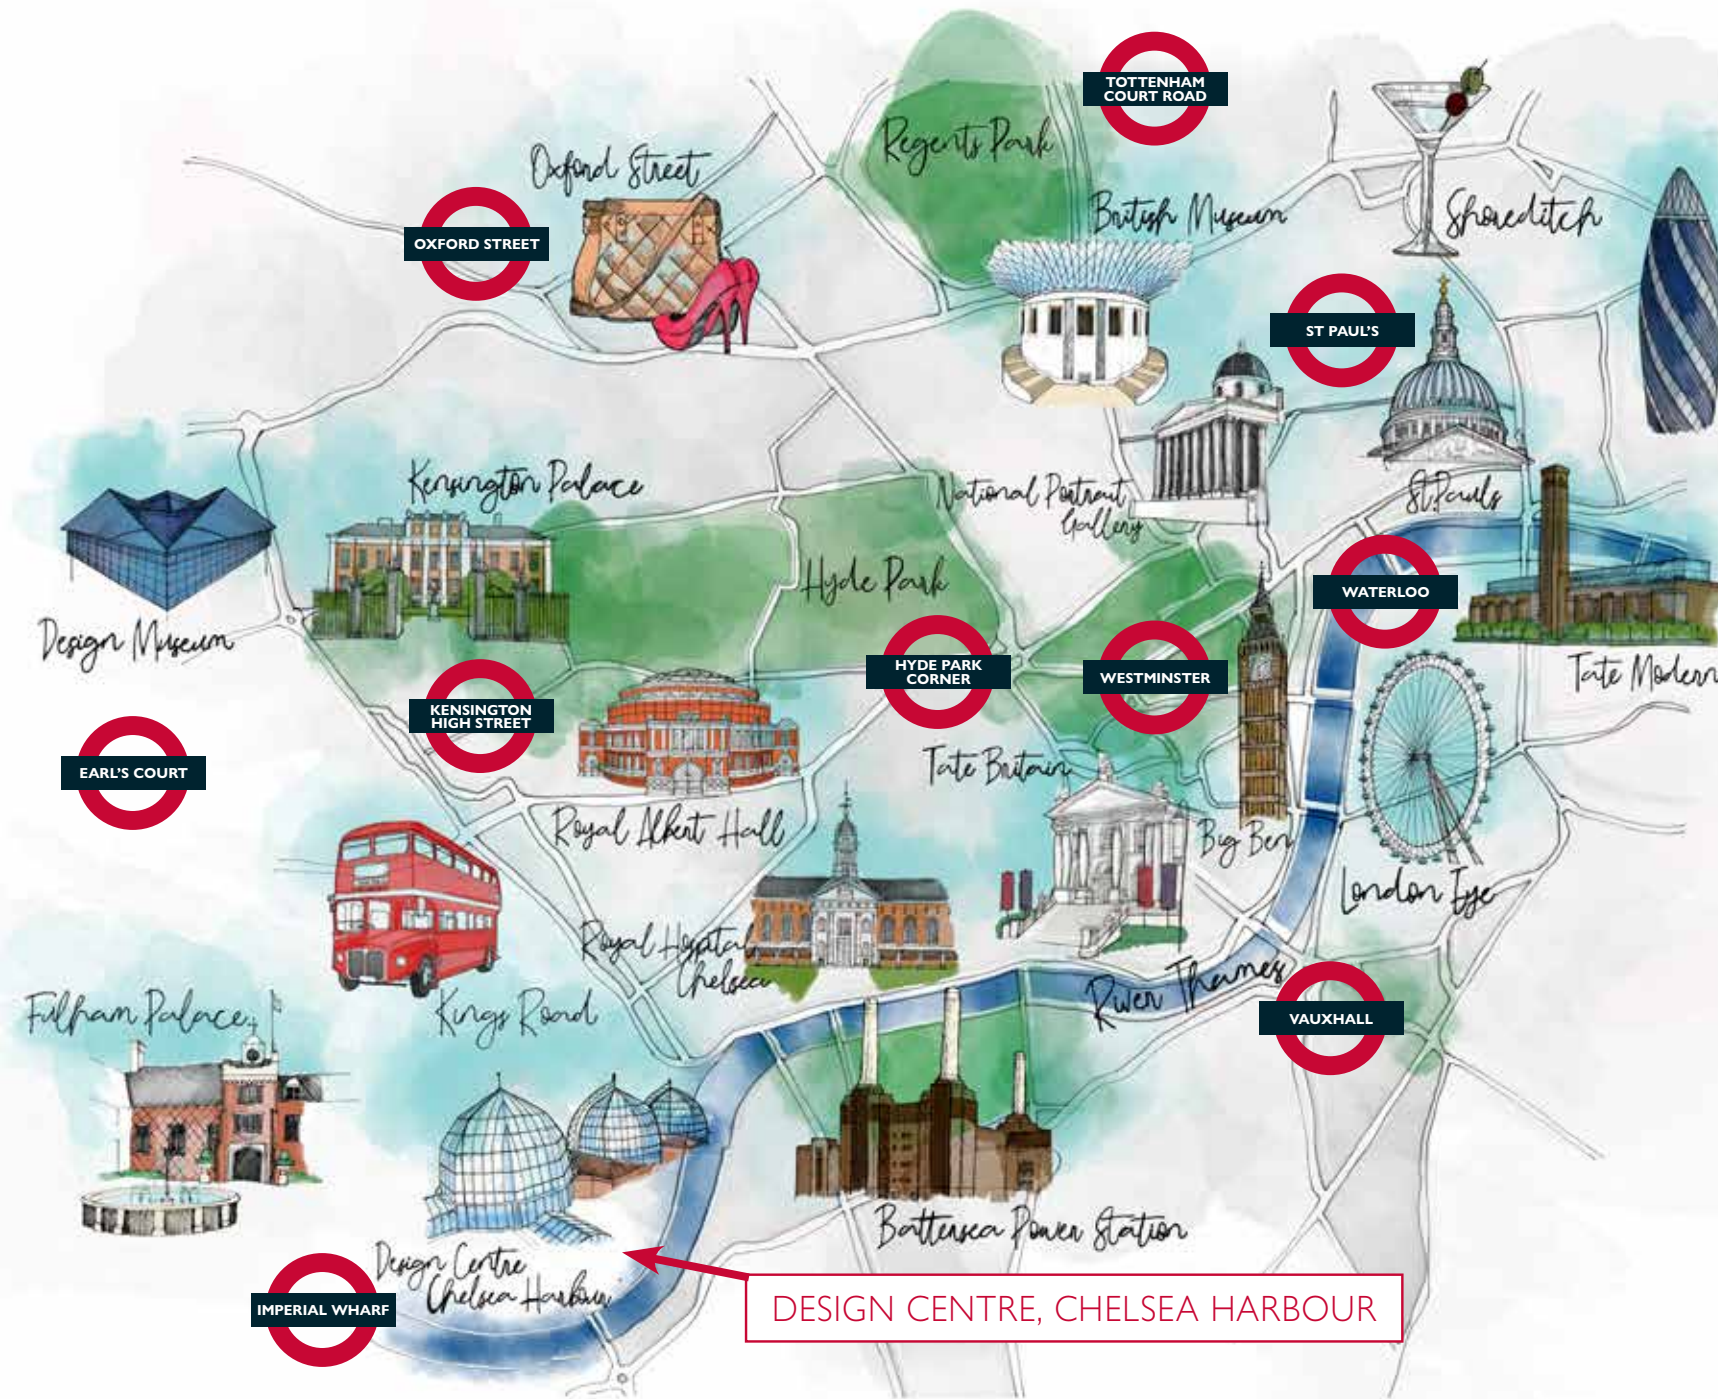 TOTTENHAM
COURT ROAD
Regents Park
Oxford Street
British Museum
Shoreditch
OXFORD STREET
ST PAUL'S
Kensington Palace
National Portrait
Gallery
St.Pauls
Hyde Park
WATERLOO
Design Museum
HYDE PARK
CORNER
WESTMINSTER
Tate Modern
KENSINGTON
HIGH STREET
EARL'S COURT
Tate Britain
Royal Albert Hall
Big Ben
London Eye
Royal Hospital
Chelsea
River Thames
Fulham Palace
Kings Road
VAUXHALL
Battersea Power Station
Design Centre
Chelsea Harbour
IMPERIAL WHARF
DESIGN CENTRE, CHELSEA HARBOUR